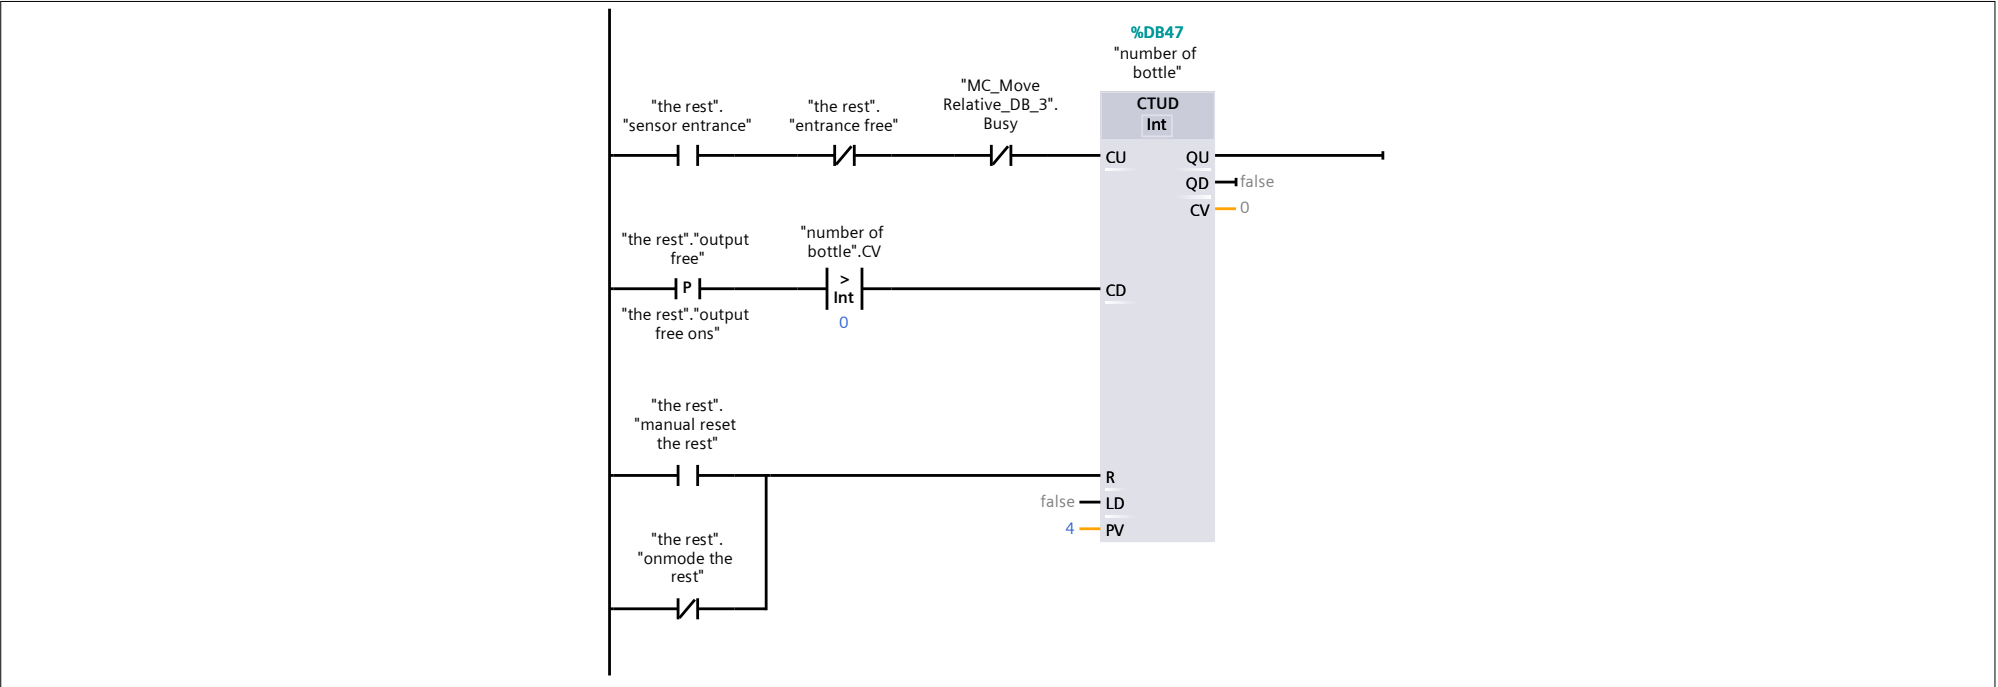 %DB47
"number of
bottle"
CTUD
Int
"the rest".
"sensor entrance"
"the rest".
"entrance free"
"MC_Move
Relative_DB_3".
Busy
CU
QU
QD
false
CV
0
"the rest"."output
free"
P
"the rest"."output
free ons"
"number of
bottle".CV
>
Int
0
CD
"the rest".
"manual reset
the rest"
R
false
LD
4
PV
"the rest".
"onmode the
rest"